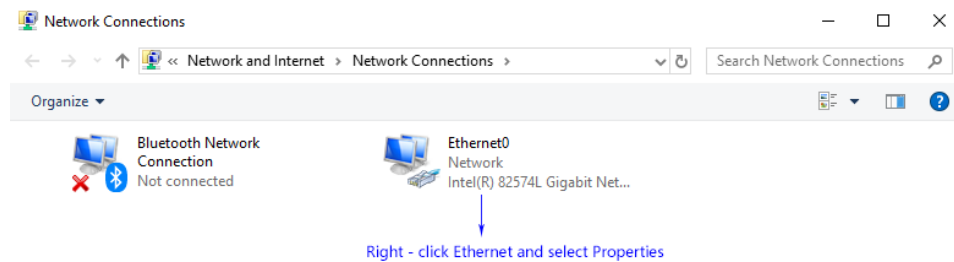 Network Connections
« Network and Internet > Network Connections >
Search Network Connections
Organize
Bluetooth Network
Connection
Not connected
Ethernet0
Network
Intel(R) 82574L Gigabit Net...
Right - click Ethernet and select Properties